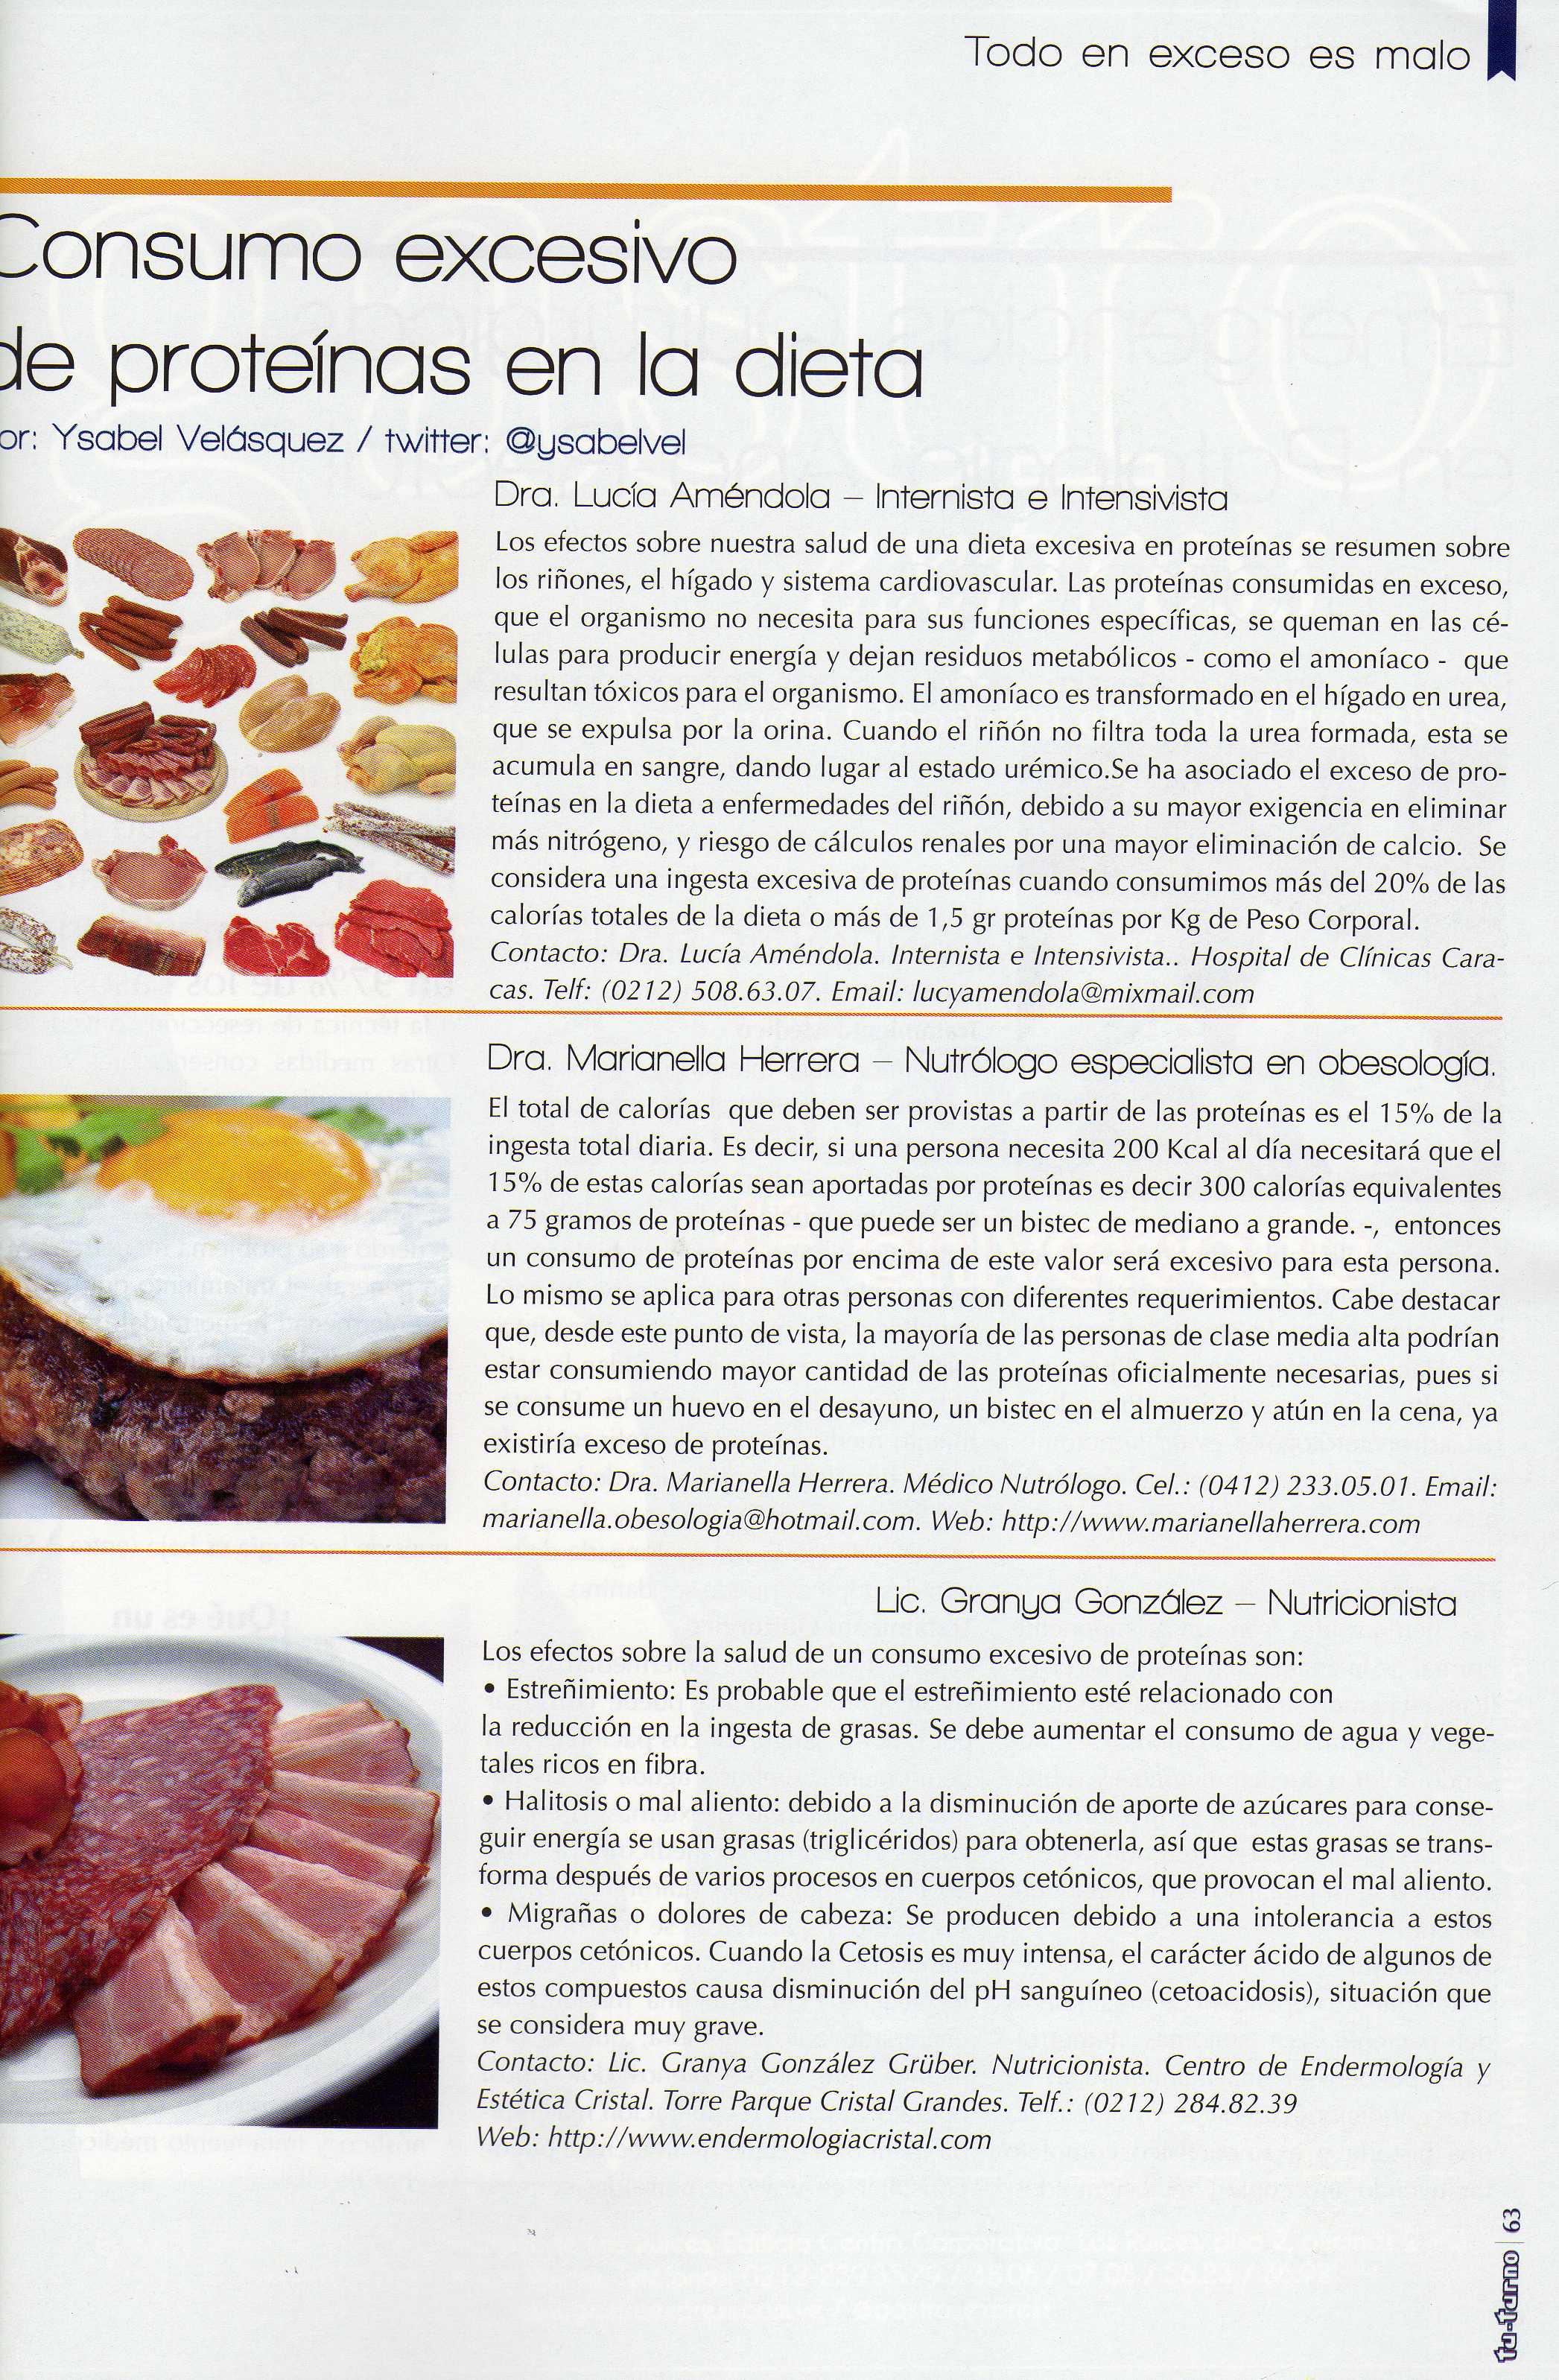 Todo en exceso es malo
Consumo excesivo
de proteínas en la dieta
or: Ysabel Velásquez / twitter: @ysabelvel
Dra. Lucía Améndola – Internista e Intensivista
Los efectos sobre nuestra salud de una dieta excesiva en proteínas se resumen sobre
los riñones, el hígado y sistema cardiovascular. Las proteínas consumidas en exceso,
que el organismo no necesita para sus funciones específicas, se queman en las cé-
lulas para producir energía y dejan residuos metabólicos - como el amoníaco - que
resultan tóxicos para el organismo. El amoníaco es transformado en el hígado en urea,
que se expulsa por la orina. Cuando el riñón no filtra toda la urea formada, esta se
acumula en sangre, dando lugar al estado urémico.Se ha asociado el exceso de pro-
teínas en la dieta a enfermedades del riñón, debido a su mayor exigencia en eliminar
más nitrógeno, y riesgo de cálculos renales por una mayor eliminación de calcio. Se
considera una ingesta excesiva de proteínas cuando consumimos más del 20% de las
calorías totales de la dieta o más de 1,5 gr proteínas por Kg de Peso Corporal.
Contacto: Dra. Lucía Améndola. Internista e Intensivista.. Hospital de Clínicas Cara-
cas. Telf: (0212) 508.63.07. Email: lucyamendola@mixmail.com
Dra. Marianella Herrera – Nutrólogo especialista en obesología.
El total de calorías que deben ser provistas a partir de las proteínas es el 15% de la
ingesta total diaria. Es decir, si una persona necesita 200 Kcal al día necesitará que el
15% de estas calorías sean aportadas por proteínas es decir 300 calorías equivalentes
a 75 gramos de proteínas - que puede ser un bistec de mediano a grande. -, entonces
un consumo de proteínas por encima de este valor será excesivo para esta persona.
Lo mismo se aplica para otras personas con diferentes requerimientos. Cabe destacar
que, desde este punto de vista, la mayoría de las personas de clase media alta podrían
estar consumiendo mayor cantidad de las proteínas oficialmente necesarias, pues si
se consume un huevo en el desayuno, un bistec en el almuerzo y atún en la cena, ya
existiría exceso de proteínas.
Contacto: Dra. Marianella Herrera. Médico Nutrólogo. Cel.: (0412) 233.05.01. Email:
marianella.obesologia@hotmail.com. Web: http://www.marianellaherrera.com
Lic. Granya González – Nutricionista
Los efectos sobre la salud de un consumo excesivo de proteínas son:
• Estreñimiento: Es probable que el estreñimiento esté relacionado con
la reducción en la ingesta de grasas. Se debe aumentar el consumo de agua y vege-
tales ricos en fibra.
• Halitosis o mal aliento: debido a la disminución de aporte de azúcares para conse-
guir energía se usan grasas (triglicéridos) para obtenerla, así que estas grasas se trans-
forma después de varios procesos en cuerpos cetónicos, que provocan el mal aliento.
• Migrañas o dolores de cabeza: Se producen debido a una intolerancia a estos
cuerpos cetónicos. Cuando la Cetosis es muy intensa, el carácter ácido de algunos de
estos compuestos causa disminución del pH sanguíneo (cetoacidosis), situación que
se considera muy grave.
Contacto: Lic. Granya González Grüber. Nutricionista. Centro de Endermología y
Estética Cristal. Torre Parque Cristal Grandes. Telf.: (0212) 284.82.39
Web: http://www.endermologiacristal.com
tu-turno | 63